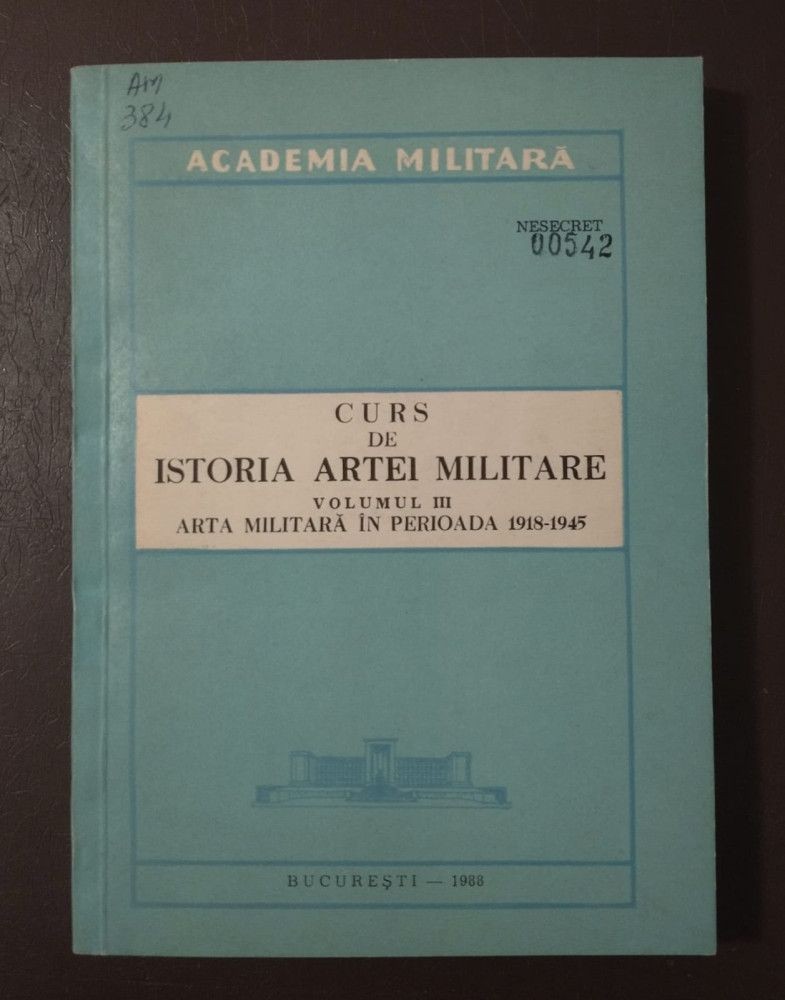 AM
384
ACADEMIA MILITARĂ
NESECRET
00542
CURS
DE
ISTORIA ARTEI MILITARE
VOLUMUL III
ARTA MILITARĂ ÎN PERIOADA 1918-1945
BUCUREȘTI — 1988